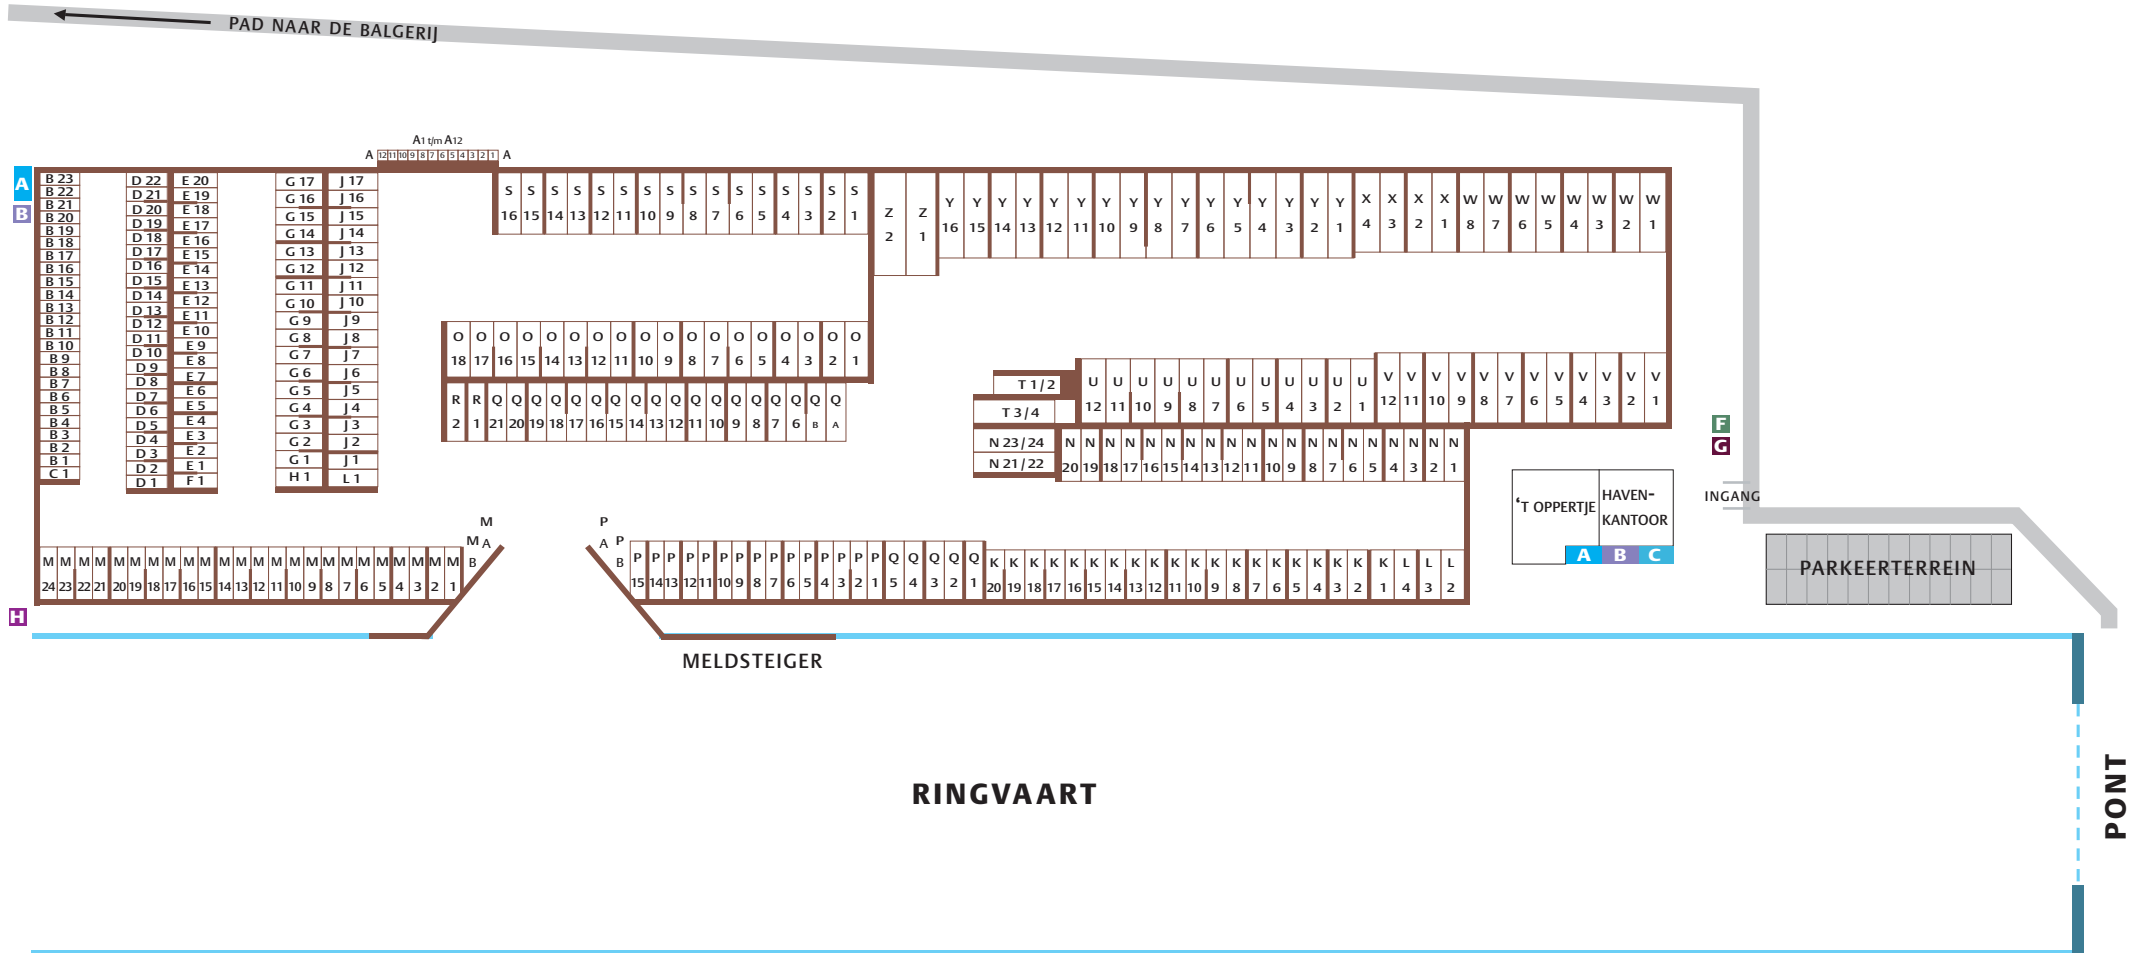 PAD NAAR DE BALGERIJ
A1 t/m A12
A 12 11 10 9 8 7 6 5 4 3 2 1 A
A
B
B 23
B 22
B 21
B 20
B 19
B 18
B 17
B 16
B 15
B 14
B 13
B 12
B 11
B 10
B 9
B 8
B 7
B 6
B 5
B 4
B 3
B 2
B 1
C 1
D 22
D 21
D 20
D 19
D 18
D 17
D 16
D 15
D 14
D 13
D 12
D 11
D 10
D 9
D 8
D 7
D 6
D 5
D 4
D 3
D 2
D 1
E 20
E 19
E 18
E 17
E 16
E 15
E 14
E 13
E 12
E 11
E 10
E 9
E 8
E 7
E 6
E 5
E 4
E 3
E 2
E 1
F 1
G 17
G 16
G 15
G 14
G 13
G 12
G 11
G 10
G 9
G 8
G 7
G 6
G 5
G 4
G 3
G 2
G 1
H 1
J 17
J 16
J 15
J 14
J 13
J 12
J 11
J 10
J 9
J 8
J 7
J 6
J 5
J 4
J 3
J 2
J 1
L 1
S S S S S S S S S S S S S S S S
16 15 14 13 12 11 10 9 8 7 6 5 4 3 2 1
Z Z
2 1
Y Y Y Y Y Y Y Y Y Y Y Y Y Y Y Y
16 15 14 13 12 11 10 9 8 7 6 5 4 3 2 1
X X X X
4 3 2 1
W W W W W W W W
8 7 6 5 4 3 2 1
O O O O O O O O O O O O O O O O O O
18 17 16 15 14 13 12 11 10 9 8 7 6 5 4 3 2 1
R R Q Q Q Q Q Q Q Q Q Q Q Q Q Q Q Q Q Q
2 1 21 20 19 18 17 16 15 14 13 12 11 10 9 8 7 6 B A
T 1/2
T 3/4
N 23/24
N 21/22
U U U U U U U U U U U U
12 11 10 9 8 7 6 5 4 3 2 1
V V V V V V V V V V V V
12 11 10 9 8 7 6 5 4 3 2 1
N N N N N N N N N N N N N N N N N N N N
20 19 18 17 16 15 14 13 12 11 10 9 8 7 6 5 4 3 2 1
F
G
INGANG
'T OPPERTJE
HAVEN-
KANTOOR
A B C
PARKEERTERREIN
M
A
M
B
P
A
P
B
M M M M M M M M M M M M M M M M M M M M M M M M
24 23 22 21 20 19 18 17 16 15 14 13 12 11 10 9 8 7 6 5 4 3 2 1
P P P P P P P P P P P P P P P Q Q Q Q Q
15 14 13 12 11 10 9 8 7 6 5 4 3 2 1 5 4 3 2 1
K K K K K K K K K K K K K K K K K K K K L L L
20 19 18 17 16 15 14 13 12 11 10 9 8 7 6 5 4 3 2 1 4 3 2
H
MELDSTEIGER
RINGVAART
PONT